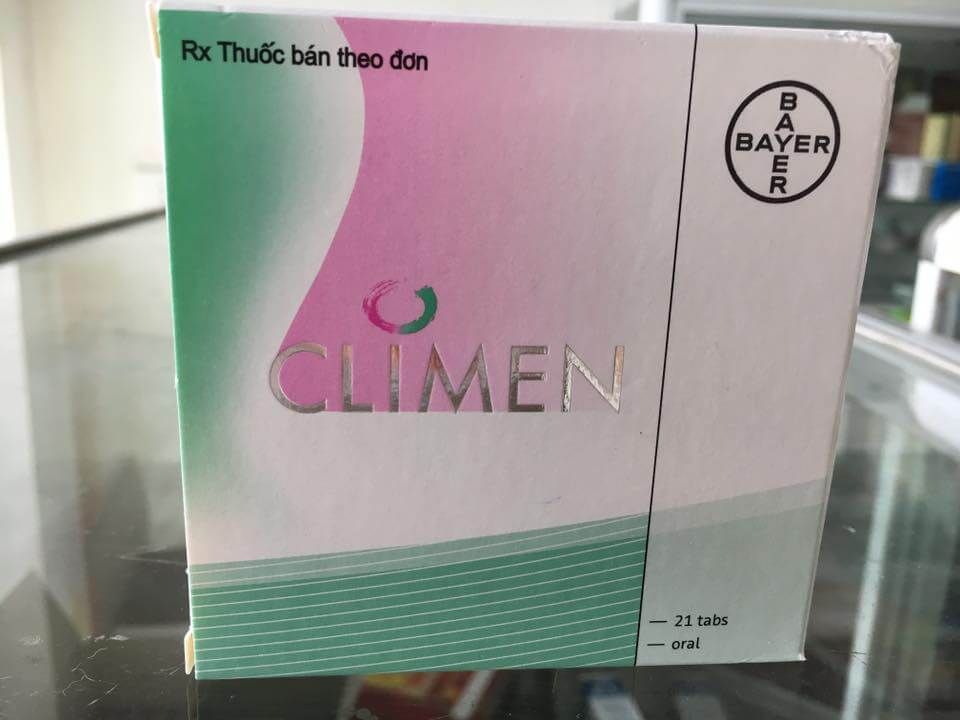 Rx Thuốc bán theo đơn
BAYER
BAYER
CLIMEN
— 21 tabs
— oral